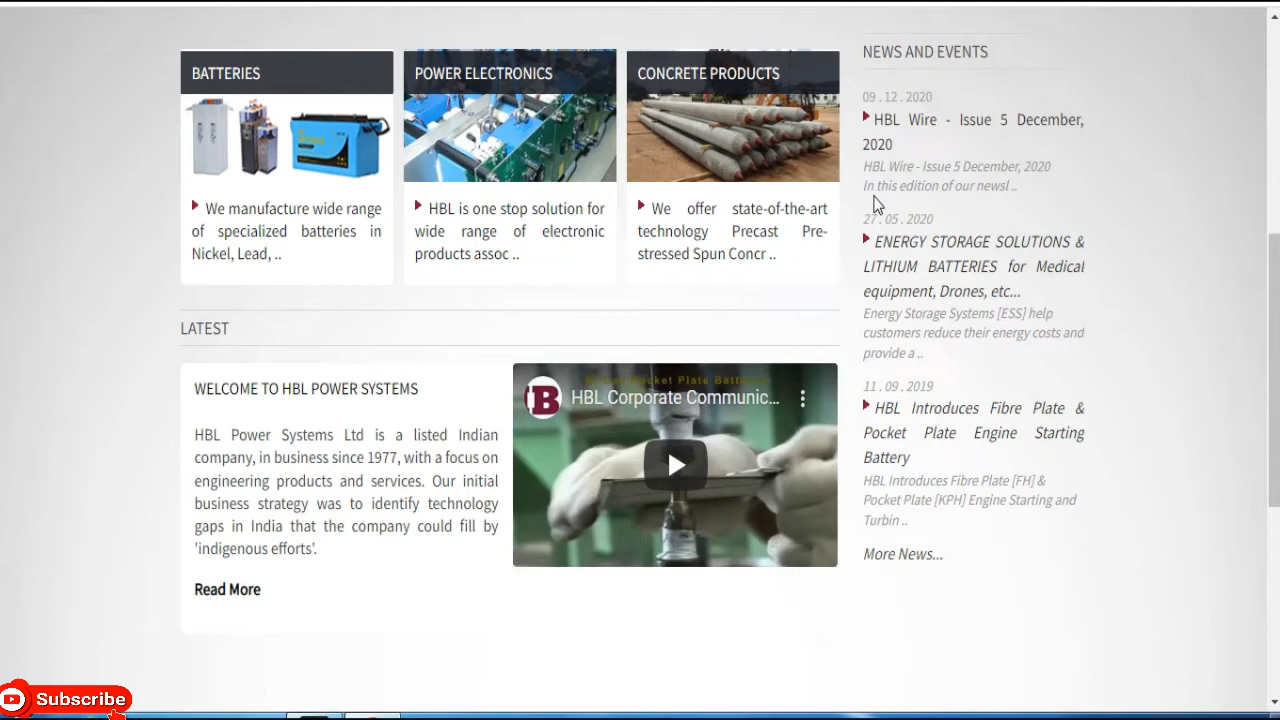 BATTERIES
We manufacture wide range
of specialized batteries in
Nickel, Lead, ..
POWER ELECTRONICS
HBL is one stop solution for
wide range of electronic
products assoc ..
CONCRETE PRODUCTS
We offer state-of-the-art
technology Precast Pre-
stressed Spun Concr ..
LATEST
WELCOME TO HBL POWER SYSTEMS
HBL Power Systems Ltd is a listed Indian
company, in business since 1977, with a focus on
engineering products and services. Our initial
business strategy was to identify technology
gaps in India that the company could fill by
'indigenous efforts'.
Read More
Pocket Plate
HBL Corporate Communic...
NEWS AND EVENTS
09 . 12 . 2020
HBL Wire - Issue 5 December,
2020
HBL Wire - Issue 5 December, 2020
In this edition of our newsl ..
27. 05 . 2020
ENERGY STORAGE SOLUTIONS &
LITHIUM BATTERIES for Medical
equipment, Drones, etc...
Energy Storage Systems [ESS] help
customers reduce their energy costs and
provide a ..
11 . 09 . 2019
HBL Introduces Fibre Plate &
Pocket Plate Engine Starting
Battery
HBL Introduces Fibre Plate [FH] &
Pocket Plate [KPH] Engine Starting and
Turbin ..
More News...
Subscribe